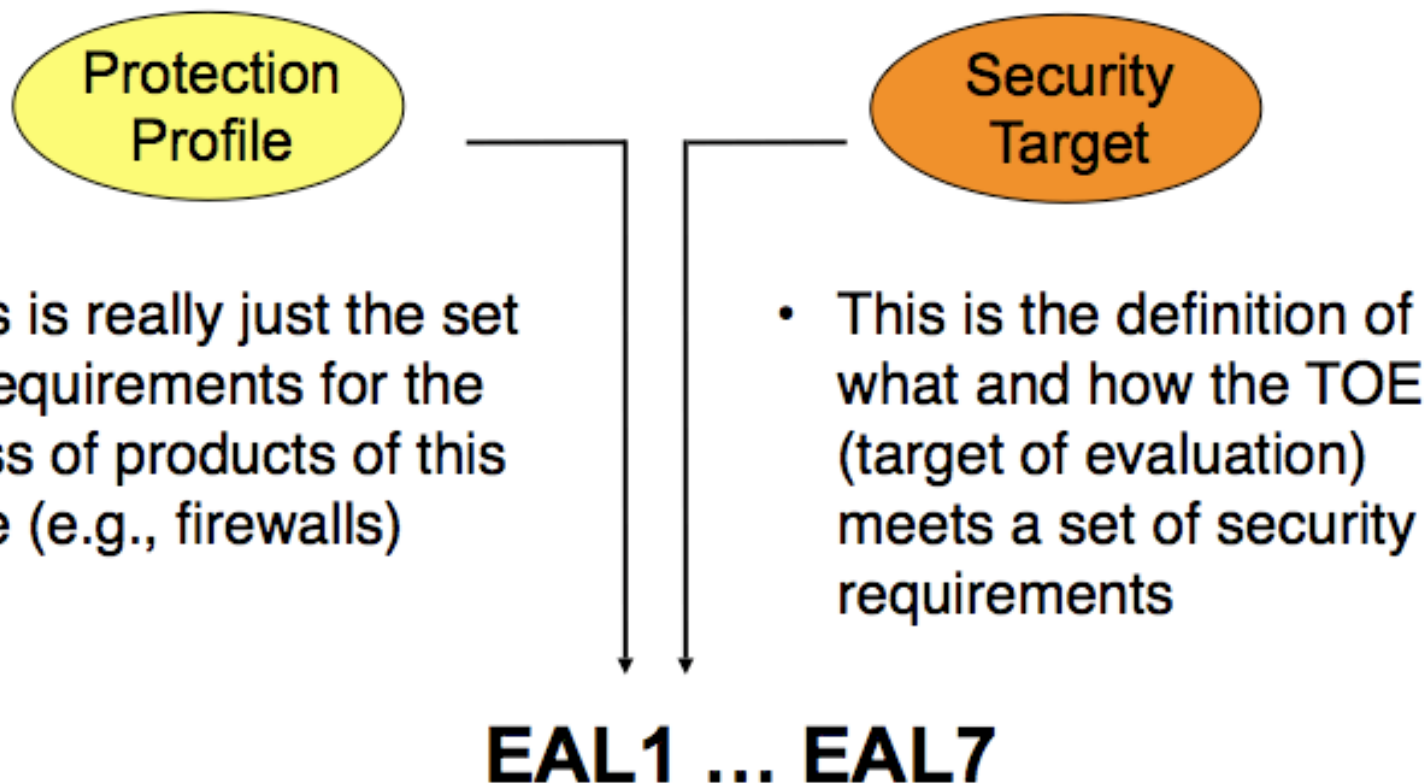 Protection
Profile
Security
Target
s is really just the set
equirements for the
ss of products of this
e (e.g., firewalls)
• This is the definition of
what and how the TOE
(target of evaluation)
meets a set of security
requirements
EAL1 ... EAL7